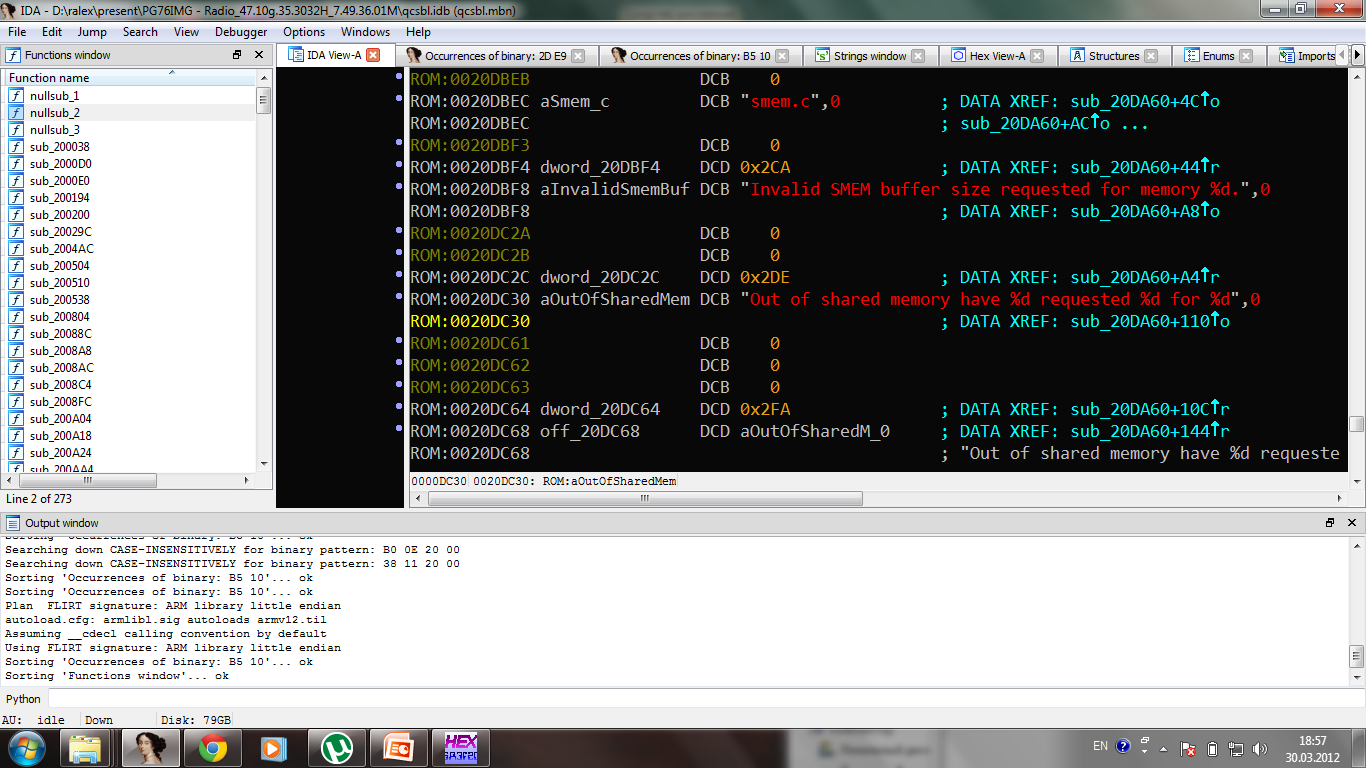 IDA - D:\ralex\present\PG76IMG - Radio_47.10g.35.3032H_7.49.36.01M\qcsbl.idb (qcsbl.mbn)
File Edit Jump Search View Debugger Options Windows Help
Functions window
Function name
nullsub_1
nullsub_2
nullsub_3
sub_200038
sub_2000D0
sub_2000E0
sub_200194
sub_200200
sub_20029C
sub_2004AC
sub_200504
sub_200510
sub_200538
sub_200804
sub_20088C
sub_2008A8
sub_2008AC
sub_2008C4
sub_2008FC
sub_200A04
sub_200A18
sub_200A24
sub_200AA4
Line 2 of 273
IDA View-A Occurrences of binary: 2D E9 Occurrences of binary: B5 10 Strings window Hex View-A Structures Enums Imports
ROM:0020DBEB DCB 0
ROM:0020DBEC aSmem_c DCB "smem.c",0 ; DATA XREF: sub_20DA60+4C↑o
ROM:0020DBEC ; sub_20DA60+AC↑o ...
ROM:0020DBF3 DCB 0
ROM:0020DBF4 dword_20DBF4 DCD 0x2CA ; DATA XREF: sub_20DA60+44↑r
ROM:0020DBF8 aInvalidSmemBuf DCB "Invalid SMEM buffer size requested for memory %d.",0
ROM:0020DBF8 ; DATA XREF: sub_20DA60+A8↑o
ROM:0020DC2A DCB 0
ROM:0020DC2B DCB 0
ROM:0020DC2C dword_20DC2C DCD 0x2DE ; DATA XREF: sub_20DA60+A4↑r
ROM:0020DC30 aOutOfSharedMem DCB "Out of shared memory have %d requested %d for %d",0
ROM:0020DC30 ; DATA XREF: sub_20DA60+110↑o
ROM:0020DC61 DCB 0
ROM:0020DC62 DCB 0
ROM:0020DC63 DCB 0
ROM:0020DC64 dword_20DC64 DCD 0x2FA ; DATA XREF: sub_20DA60+10C↑r
ROM:0020DC68 off_20DC68 DCD aOutOfSharedM_0 ; DATA XREF: sub_20DA60+144↑r
ROM:0020DC68 ; "Out of shared memory have %d requeste
0000DC30 0020DC30: ROM:aOutOfSharedMem
Output window
Sorting 'Occurrences of binary: B5 10'... ok
Searching down CASE-INSENSITIVELY for binary pattern: B0 0E 20 00
Searching down CASE-INSENSITIVELY for binary pattern: 38 11 20 00
Sorting 'Occurrences of binary: B5 10'... ok
Sorting 'Occurrences of binary: B5 10'... ok
Plan FLIRT signature: ARM library little endian
autoload.cfg: armlibl.sig autoloads armv12.til
Assuming __cdecl calling convention by default
Using FLIRT signature: ARM library little endian
Sorting 'Occurrences of binary: B5 10'... ok
Sorting 'Functions window'... ok
Python
AU: idle Down Disk: 79GB
HEX
EN
18:57
30.03.2012